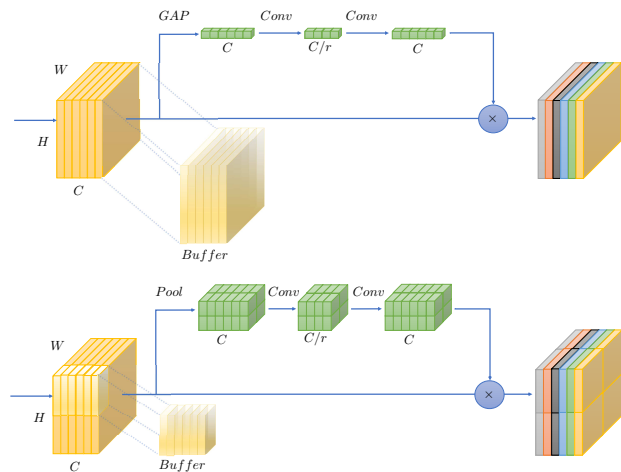 GAP Conv Conv
W
C C/r C
×
H
C
Buffer
Pool Conv Conv
W
C C/r C
×
H
C
Buffer